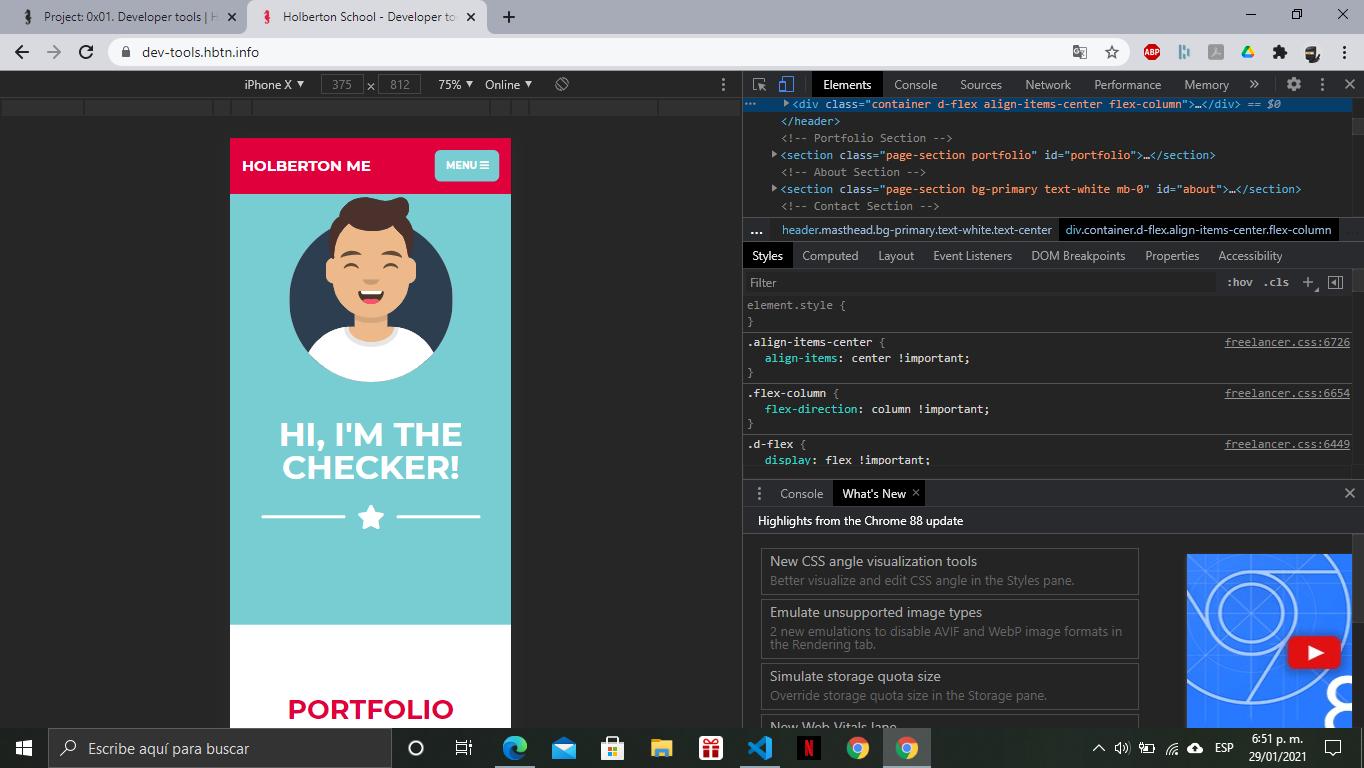 Project: 0x01. Developer tools | H
Holberton School - Developer to
dev-tools.hbtn.info
ABP
iPhone X ▼ 375 × 812 75% ▼ Online ▼
Elements Console Sources Network Performance Memory »
HOLBERTON ME
MENU
HI, I'M THE
CHECKER!
PORTFOLIO
… <div class="container d-flex align-items-center flex-column">…</div> == $0
</header>
<!-- Portfolio Section -->
<section class="page-section portfolio" id="portfolio">…</section>
<!-- About Section -->
<section class="page-section bg-primary text-white mb-0" id="about">…</section>
<!-- Contact Section -->
… header.masthead.bg-primary.text-white.text-center div.container.d-flex.align-items-center.flex-column
Styles Computed Layout Event Listeners DOM Breakpoints Properties Accessibility
Filter :hov .cls +
element.style {
}
.align-items-center { freelancer.css:6726
align-items: center !important;
}
.flex-column { freelancer.css:6654
flex-direction: column !important;
}
.d-flex { freelancer.css:6449
display: flex !important;
Console What's New ×
Highlights from the Chrome 88 update
New CSS angle visualization tools
Better visualize and edit CSS angle in the Styles pane.
Emulate unsupported image types
2 new emulations to disable AVIF and WebP image formats in
the Rendering tab.
Simulate storage quota size
Override storage quota size in the Storage pane.
New Web Vitals lane
8
Escribe aquí para buscar
N
ESP
6:51 p. m.
29/01/2021